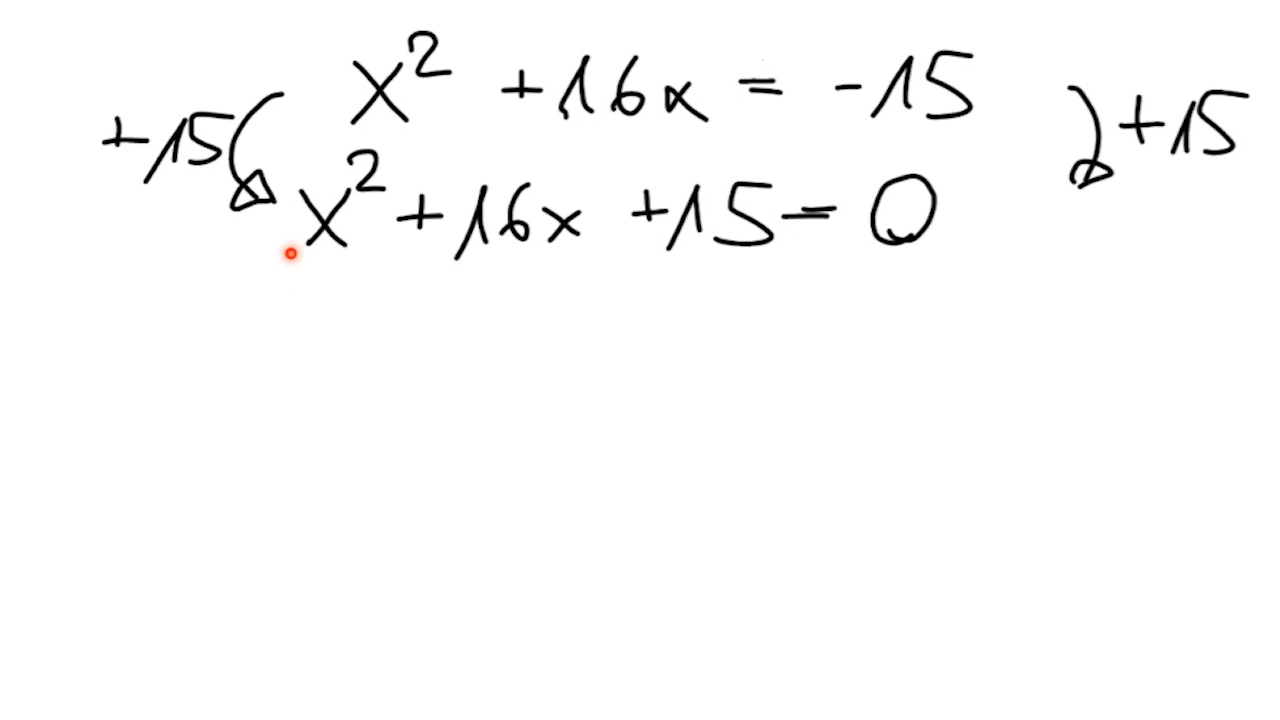 x² +16x = -15
+15 +15
x² +16x +15 = 0